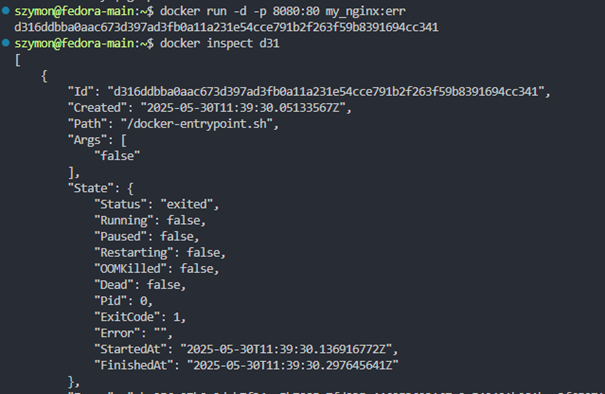 szymon@fedora-main:~$ docker run -d -p 8080:80 my_nginx:err
d316ddbba0aac673d397ad3fb0a11a231e54cce791b2f263f59b8391694cc341
szymon@fedora-main:~$ docker inspect d31
[
    {
        "Id": "d316ddbba0aac673d397ad3fb0a11a231e54cce791b2f263f59b8391694cc341",
        "Created": "2025-05-30T11:39:30.05133567Z",
        "Path": "/docker-entrypoint.sh",
        "Args": [
            "false"
        ],
        "State": {
            "Status": "exited",
            "Running": false,
            "Paused": false,
            "Restarting": false,
            "OOMKilled": false,
            "Dead": false,
            "Pid": 0,
            "ExitCode": 1,
            "Error": "",
            "StartedAt": "2025-05-30T11:39:30.136916772Z",
            "FinishedAt": "2025-05-30T11:39:30.297645641Z"
        },